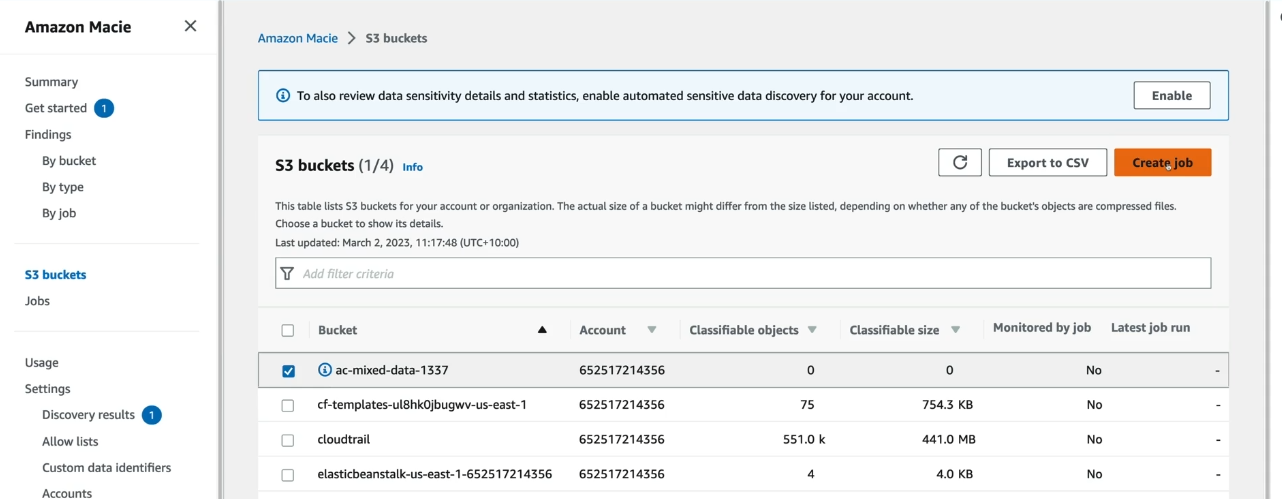 Amazon Macie
Summary
Get started 1
Findings
By bucket
By type
By job
S3 buckets
Jobs
Usage
Settings
Discovery results 1
Allow lists
Custom data identifiers
Accounts
Amazon Macie > S3 buckets
To also review data sensitivity details and statistics, enable automated sensitive data discovery for your account. Enable
S3 buckets (1/4) Info Export to CSV Create job
This table lists S3 buckets for your account or organization. The actual size of a bucket might differ from the size listed, depending on whether any of the bucket's objects are compressed files.
Choose a bucket to show its details.
Last updated: March 2, 2023, 11:17:48 (UTC+10:00)
Add filter criteria
Bucket Account Classifiable objects Classifiable size Monitored by job Latest job run
ac-mixed-data-1337 652517214356 0 0 No -
cf-templates-ul8hk0jbugwv-us-east-1 652517214356 75 754.3 KB No -
cloudtrail 652517214356 551.0 k 441.0 MB No -
elasticbeanstalk-us-east-1-652517214356 652517214356 4 4.0 KB No -